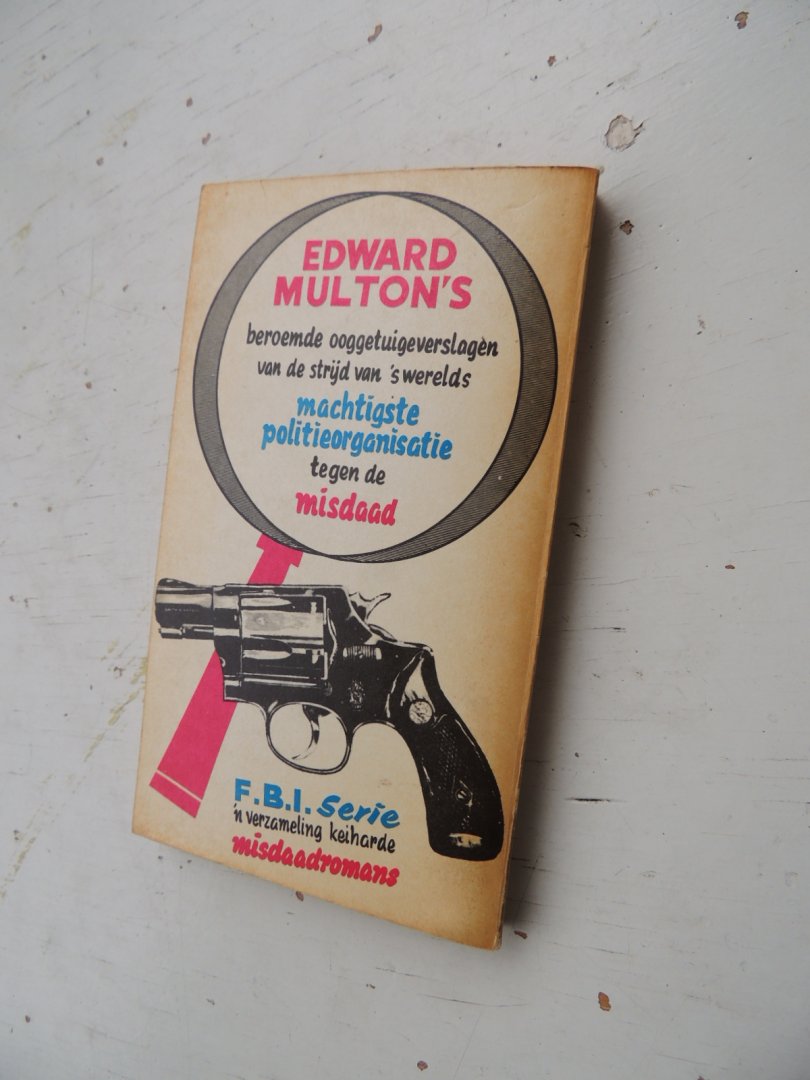 EDWARD
MULTON'S
beroemde ooggetuigeverslagen
van de strijd van 's werelds
machtigste
politieorganisatie
tegen de
misdaad
F.B.I. Serie
'n verzameling keiharde
misdaadromans